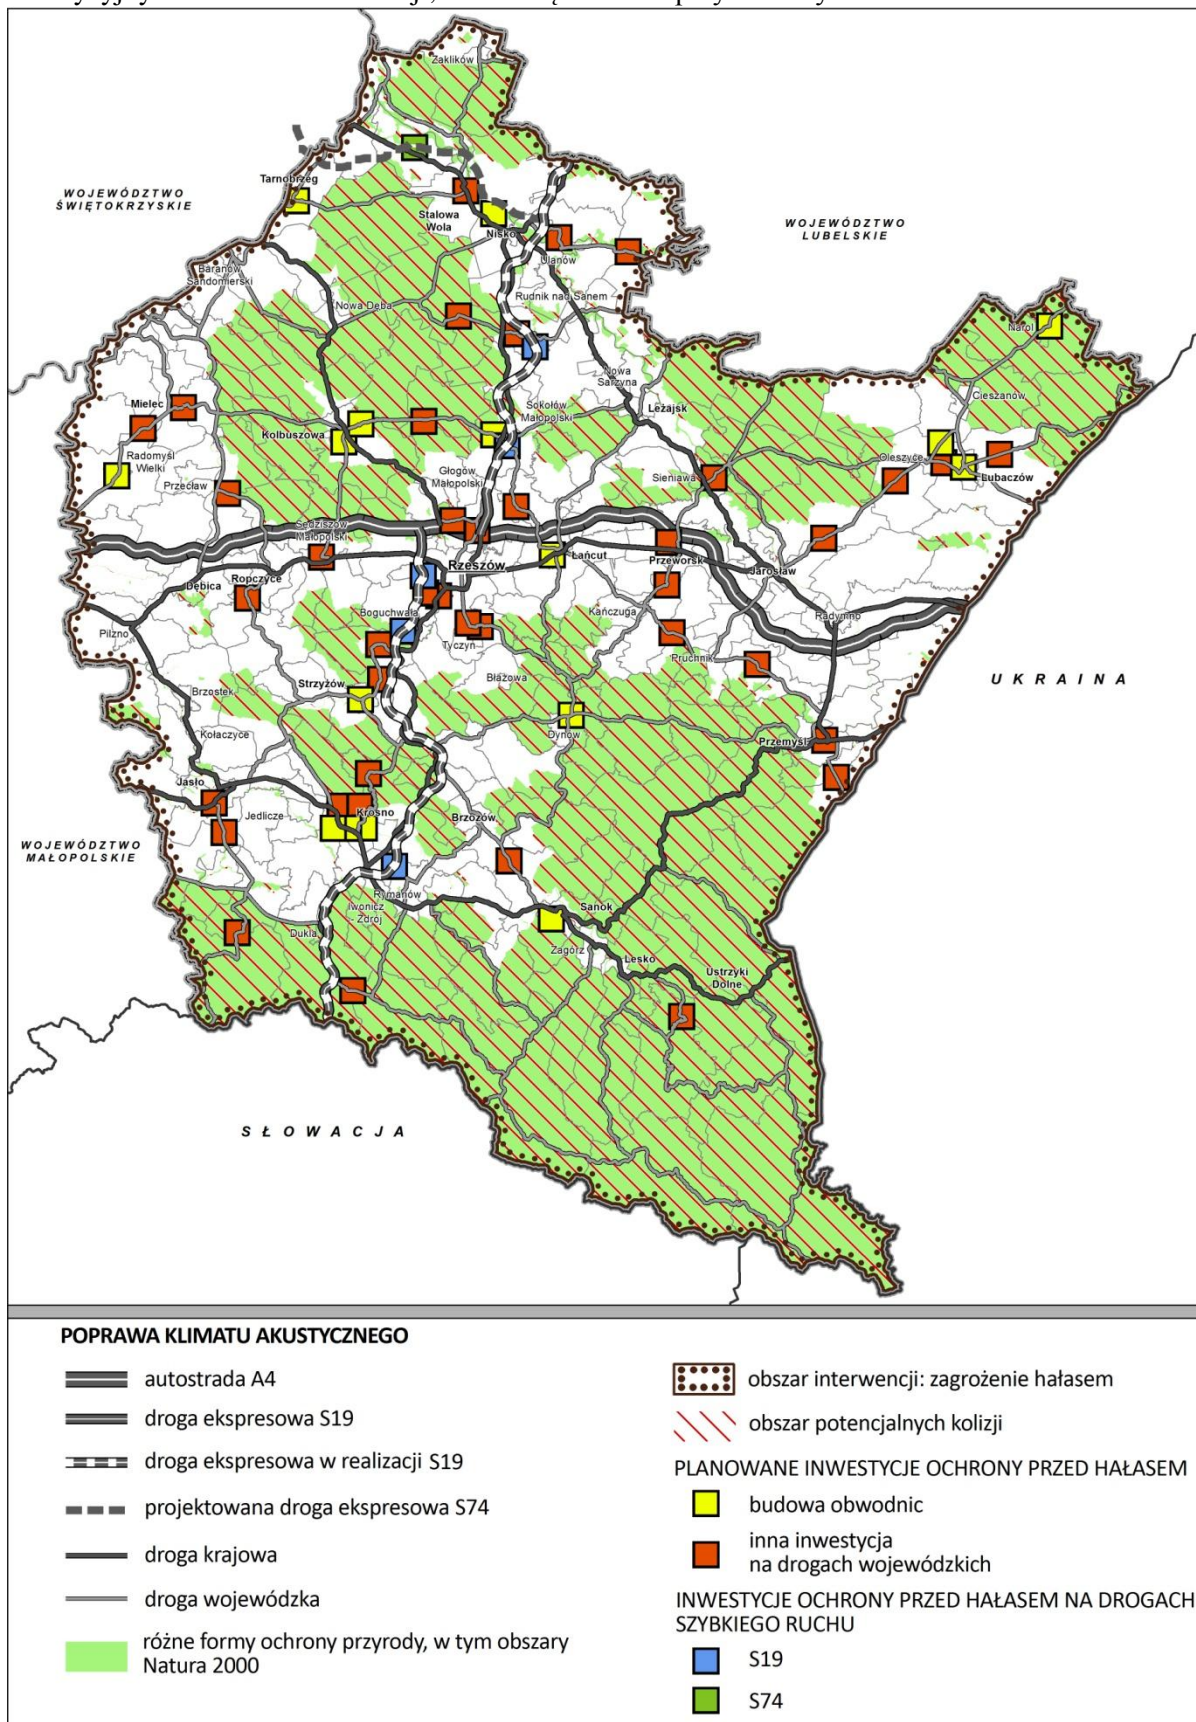 Zaklików
Tarnobrzeg
WOJEWÓDZTWO
ŚWIĘTOKRZYSKIE
Stalowa
Wola
Nisko
WOJEWÓDZTWO
LUBELSKIE
Ulanów
Baranów
Sandomierski
Nowa Dęba
Rudnik nad Sanem
Narol
Nowa
Sarzyna
Cieszanów
Mielec
Sokołów
Małopolski
Leżajsk
Kolbuszowa
Radomyśl
Wielki
Oleszyce
Głogów
Małopolski
Sieniawa
Lubaczów
Przecław
Sędziszów
Małopolski
Łańcut
Rzeszów
Przeworsk
Jarosław
Dębica
Ropczyce
Boguchwała
Kańczuga
Radymno
Pilzno
Tyczyn
Pruchnik
Błażowa
UKRAINA
Brzostek
Strzyżów
Kołaczyce
Dynów
Przemyśl
Jasło
Jedlicze
Krosno
Brzozów
WOJEWÓDZTWO
MAŁOPOLSKIE
Rymanów
Iwonicz
- Zdrój
Sanok
Dukla
Zagórz
Lesko
Ustrzyki
Dolne
SŁOWACJA
POPRAWA KLIMATU AKUSTYCZNEGO
autostrada A4
droga ekspresowa S19
droga ekspresowa w realizacji S19
projektowana droga ekspresowa S74
droga krajowa
droga wojewódzka
różne formy ochrony przyrody, w tym obszary
Natura 2000
obszar interwencji: zagrożenie hałasem
obszar potencjalnych kolizji
PLANOWANE INWESTYCJE OCHRONY PRZED HAŁASEM
budowa obwodnic
inna inwestycja
na drogach wojewódzkich
INWESTYCJE OCHRONY PRZED HAŁASEM NA DROGACH
SZYBKIEGO RUCHU
S19
S74